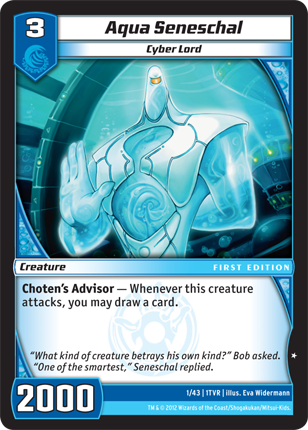 3
Aqua Seneschal
Cyber Lord
Creature
FIRST EDITION
Choten's Advisor — Whenever this creature
attacks, you may draw a card.
"What kind of creature betrays his own kind?" Bob asked.
"One of the smartest," Seneschal replied.
2000
1/43 | 1TVR | illus. Eva Widermann
TM & © 2012 Wizards of the Coast/Shogakukan/Mitsui-Kids.